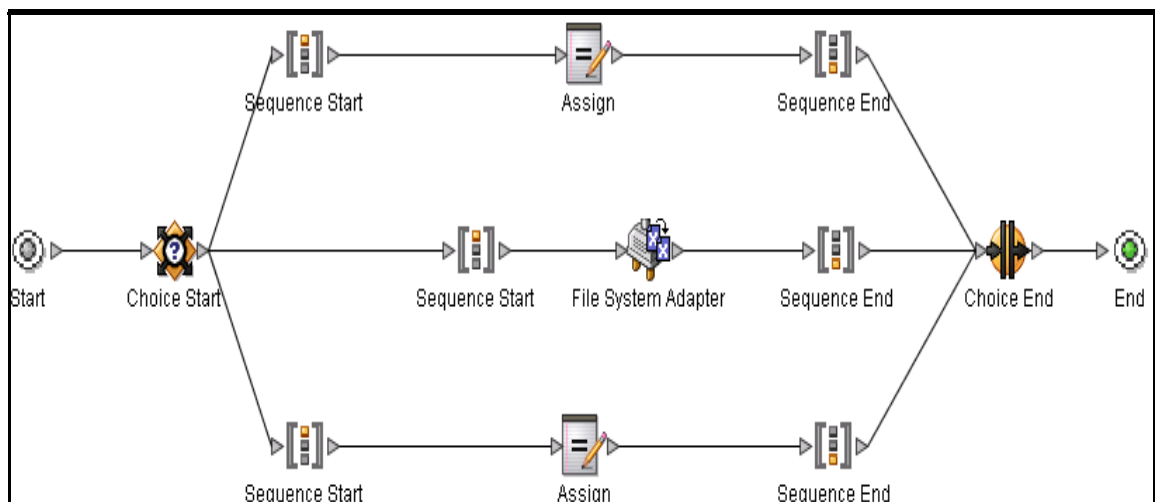 Sequence Start
Assign
Sequence End
Start
Choice Start
Sequence Start
File System Adapter
Sequence End
Choice End
End
Sequence Start
Assign
Sequence End